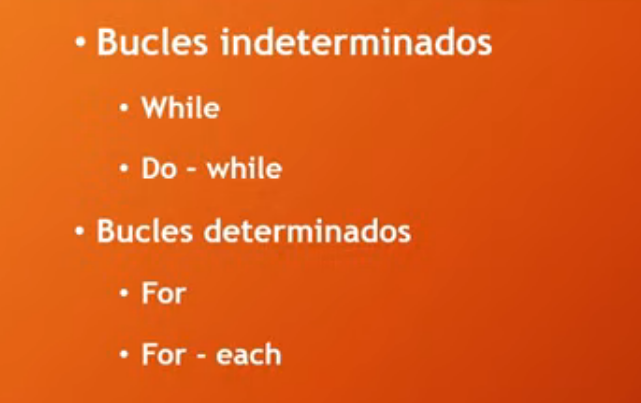 • Bucles indeterminados
• While
• Do - while
• Bucles determinados
• For
• For - each